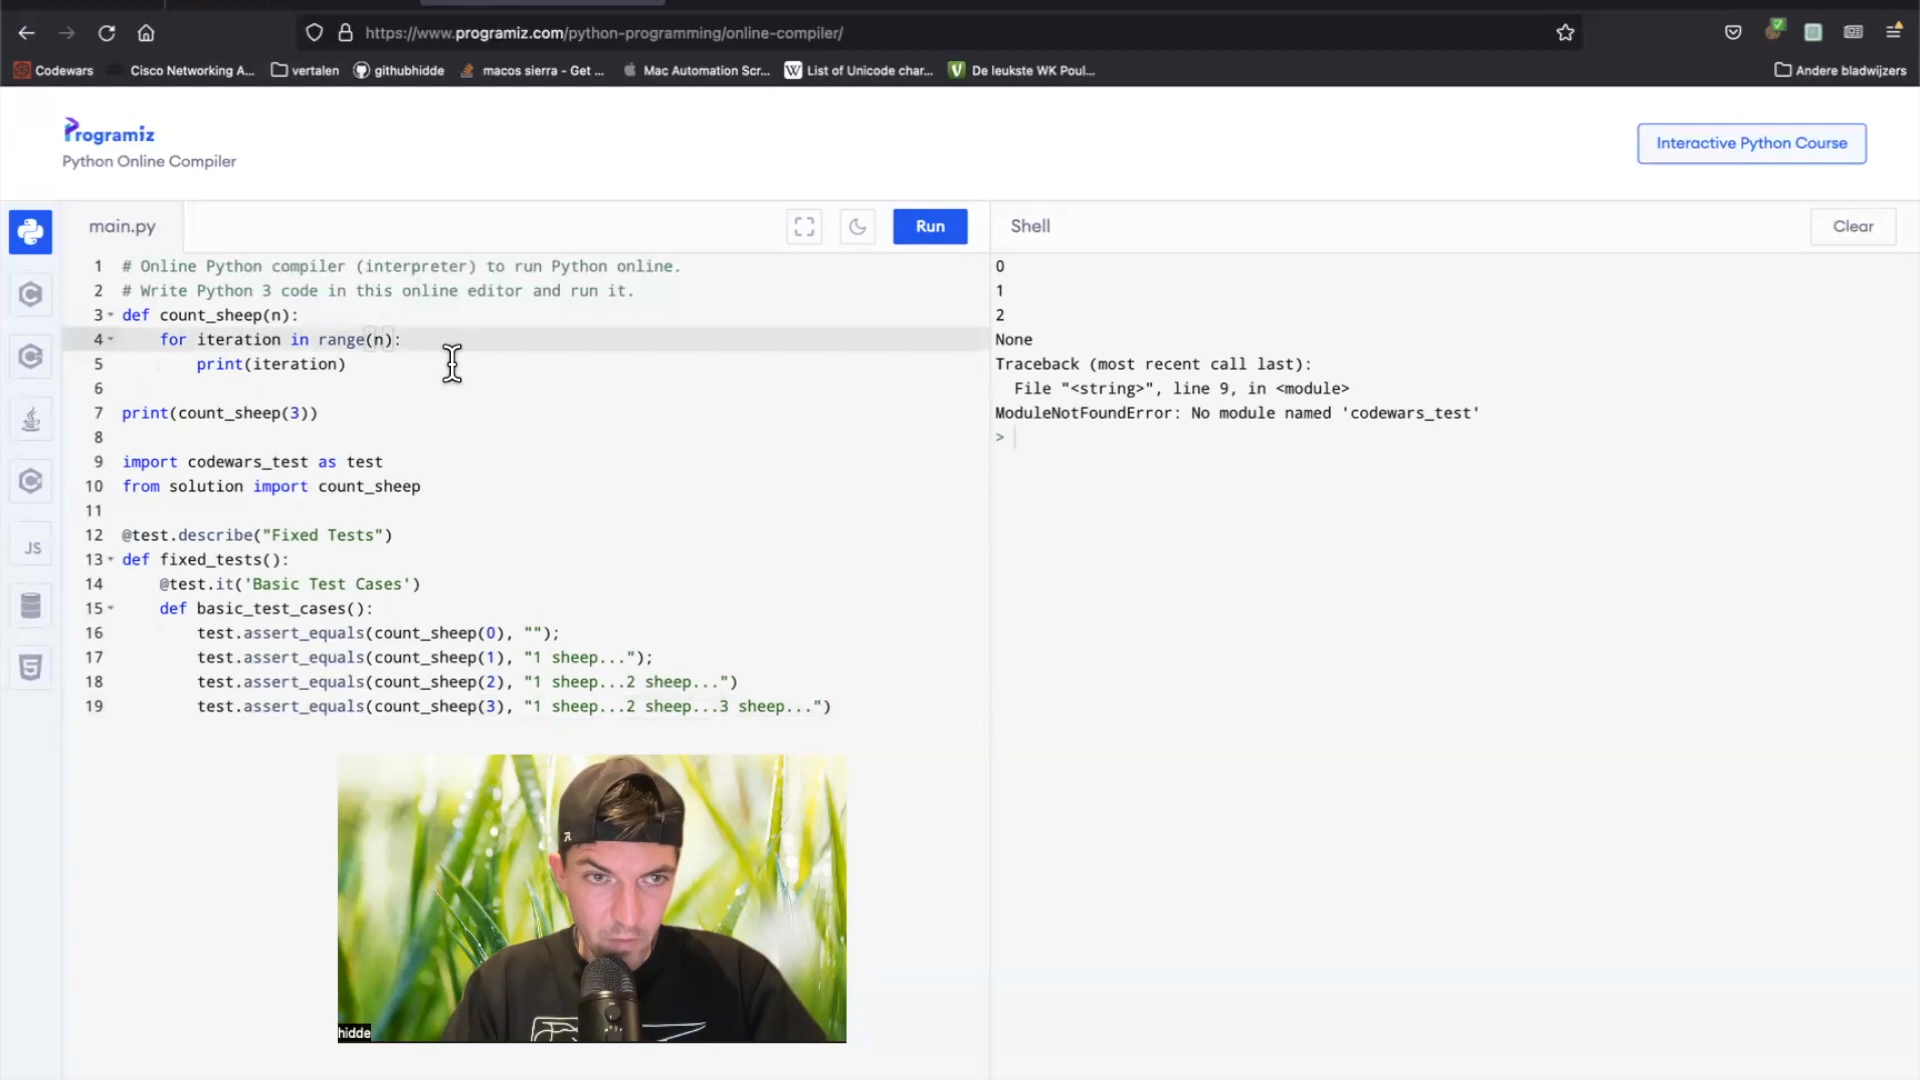 https://www.programiz.com/python-programming/online-compiler/
Codewars
Cisco Networking A...
vertalen
githubhidde
macos sierra - Get ...
Mac Automation Scr...
W
List of Unicode char...
V
De leukste WK Poul...
Andere bladwijzers
Programiz
Python Online Compiler
Interactive Python Course
main.py
Run
Shell
Clear
1 # Online Python compiler (interpreter) to run Python online.
2 # Write Python 3 code in this online editor and run it.
3 def count_sheep(n):
4 for iteration in range(n):
5 print(iteration)
6
7 print(count_sheep(3))
8
9 import codewars_test as test
10 from solution import count_sheep
11
12 @test.describe("Fixed Tests")
13 def fixed_tests():
14 @test.it('Basic Test Cases')
15 def basic_test_cases():
16 test.assert_equals(count_sheep(0), "");
17 test.assert_equals(count_sheep(1), "1 sheep...");
18 test.assert_equals(count_sheep(2), "1 sheep...2 sheep...")
19 test.assert_equals(count_sheep(3), "1 sheep...2 sheep...3 sheep...")
0
1
2
None
Traceback (most recent call last):
File "<string>", line 9, in <module>
ModuleNotFoundError: No module named 'codewars_test'
>
JS
hidde